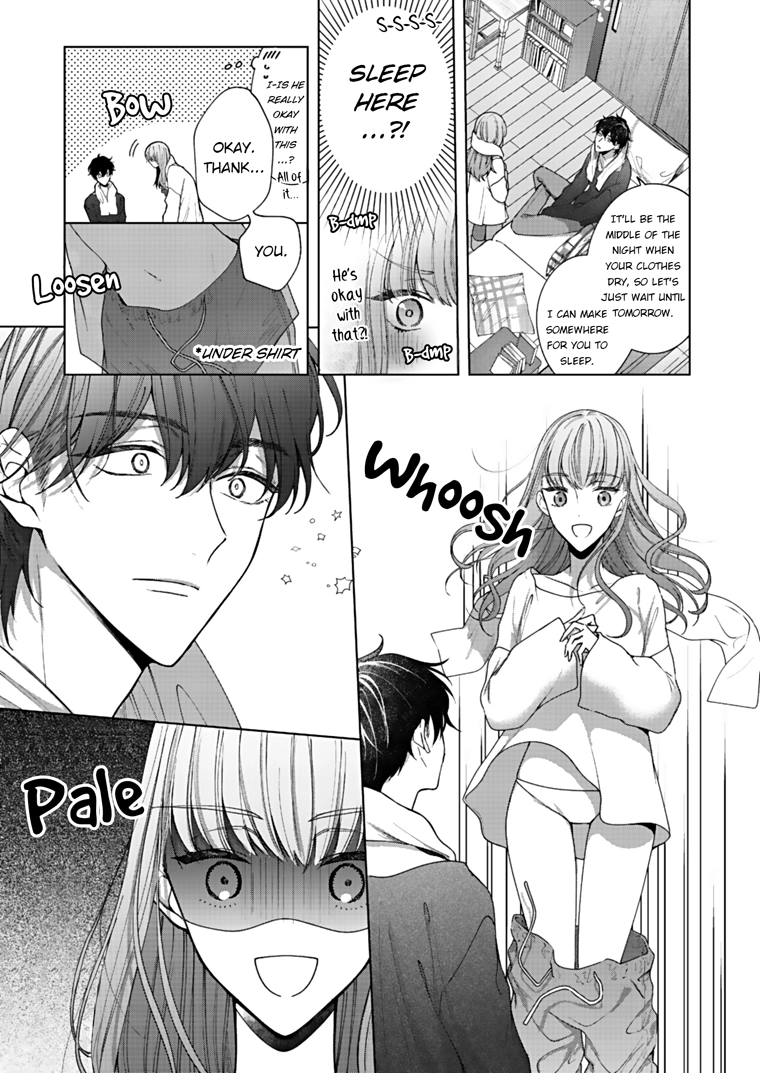 IT'LL BE THE
MIDDLE OF THE
NIGHT WHEN
YOUR CLOTHES
DRY, SO LET'S
JUST WAIT UNTIL
TOMORROW.
I CAN MAKE
SOMEWHERE
FOR YOU TO
SLEEP.
S-S-S-S-
SLEEP
HERE
...?!
B-dmp
He's
okay
with
that?!
B-dmp
I-IS HE
REALLY
OKAY
WITH
THIS
...?
All of
it...
BOW
OKAY.
THANK...
YOU.
Loosen
*UNDER SHIRT
Whoosh
Pale